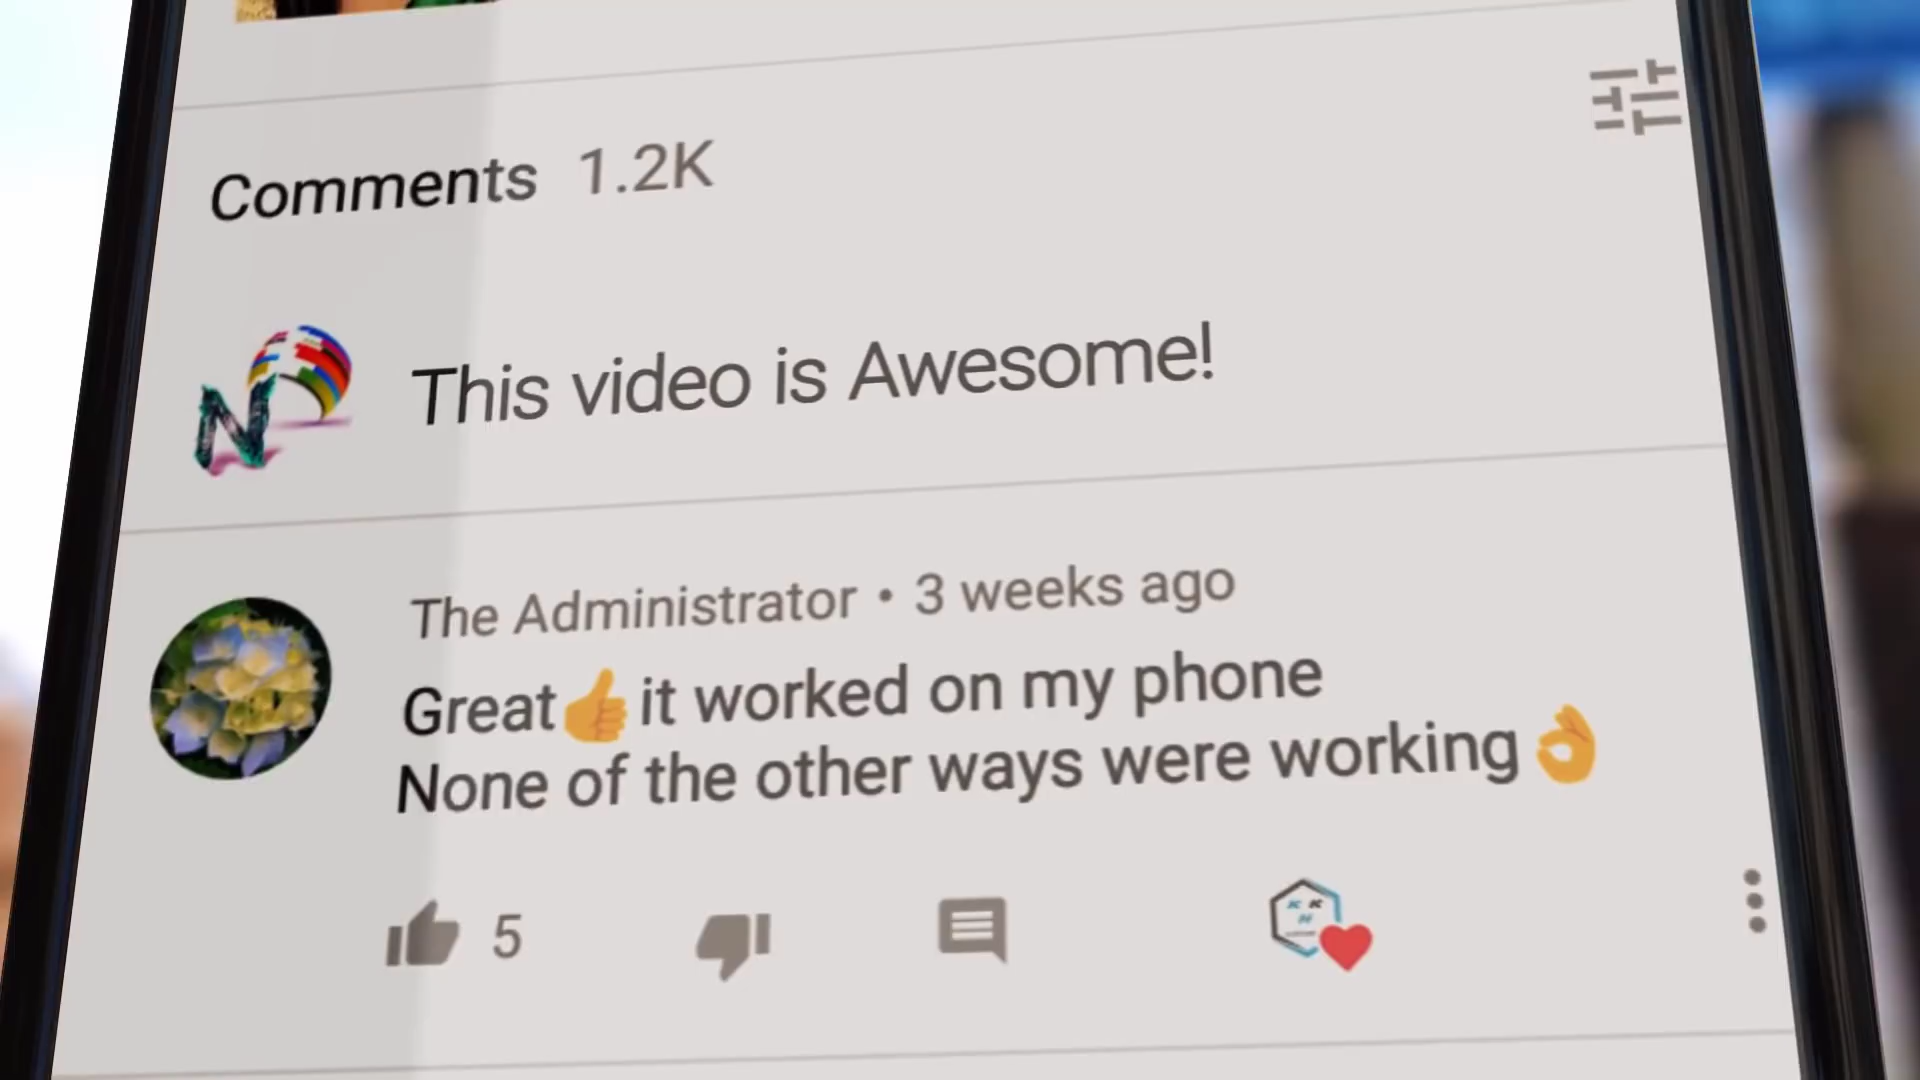 Comments 1.2K
This video is Awesome!
The Administrator • 3 weeks ago
Great👍it worked on my phone
None of the other ways were working👌
5
K K
H